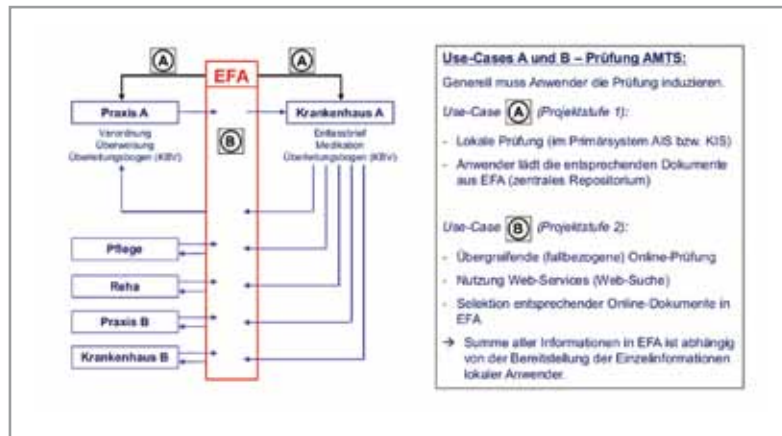 A
A
EFA
Praxis A
Krankenhaus A
Verordnung
Überweisung
Überleitungsbogen (KBV)
B
Entlassbrief
Medikation
Überleitungsbogen (KBV)
Pflege
Reha
Praxis B
Krankenhaus B
Use-Cases A und B – Prüfung AMTS:
Generell muss Anwender die Prüfung induzieren.
Use-Case A (Projektstufe 1):
- Lokale Prüfung (im Primärsystem AIS bzw. KIS)
- Anwender lädt die entsprechenden Dokumente
aus EFA (zentrales Repositorium)
Use-Case B (Projektstufe 2):
- Übergreifende (fallbezogene) Online-Prüfung
- Nutzung Web-Services (Web-Suche)
- Selektion entsprechender Online-Dokumente in
EFA
→ Summe aller Informationen in EFA ist abhängig
von der Bereitstellung der Einzelinformationen
lokaler Anwender.